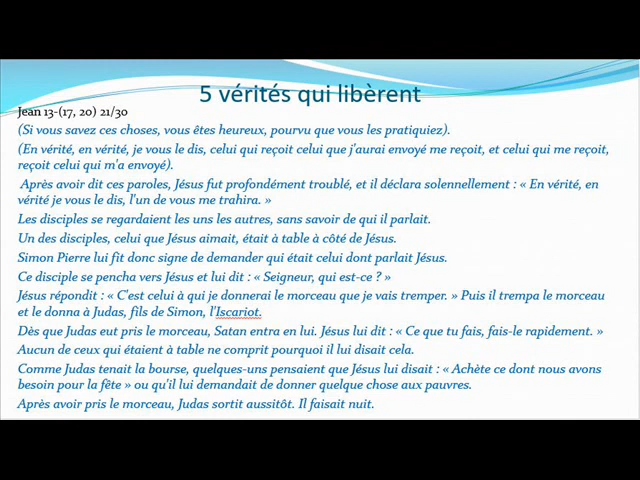 5 vérités qui libèrent
Jean 13-(17, 20) 21/30
(Si vous savez ces choses, vous êtes heureux, pourvu que vous les pratiquiez).
(En vérité, en vérité, je vous le dis, celui qui reçoit celui que j'aurai envoyé me reçoit, et celui qui me reçoit,
reçoit celui qui m'a envoyé).
Après avoir dit ces paroles, Jésus fut profondément troublé, et il déclara solennellement : « En vérité, en
vérité je vous le dis, l'un de vous me trahira. »
Les disciples se regardaient les uns les autres, sans savoir de qui il parlait.
Un des disciples, celui que Jésus aimait, était à table à côté de Jésus.
Simon Pierre lui fit donc signe de demander qui était celui dont parlait Jésus.
Ce disciple se pencha vers Jésus et lui dit : « Seigneur, qui est-ce ? »
Jésus répondit : « C'est celui à qui je donnerai le morceau que je vais tremper. » Puis il trempa le morceau
et le donna à Judas, fils de Simon, l'Iscariot.
Dès que Judas eut pris le morceau, Satan entra en lui. Jésus lui dit : « Ce que tu fais, fais-le rapidement. »
Aucun de ceux qui étaient à table ne comprit pourquoi il lui disait cela.
Comme Judas tenait la bourse, quelques-uns pensaient que Jésus lui disait : « Achète ce dont nous avons
besoin pour la fête » ou qu'il lui demandait de donner quelque chose aux pauvres.
Après avoir pris le morceau, Judas sortit aussitôt. Il faisait nuit.